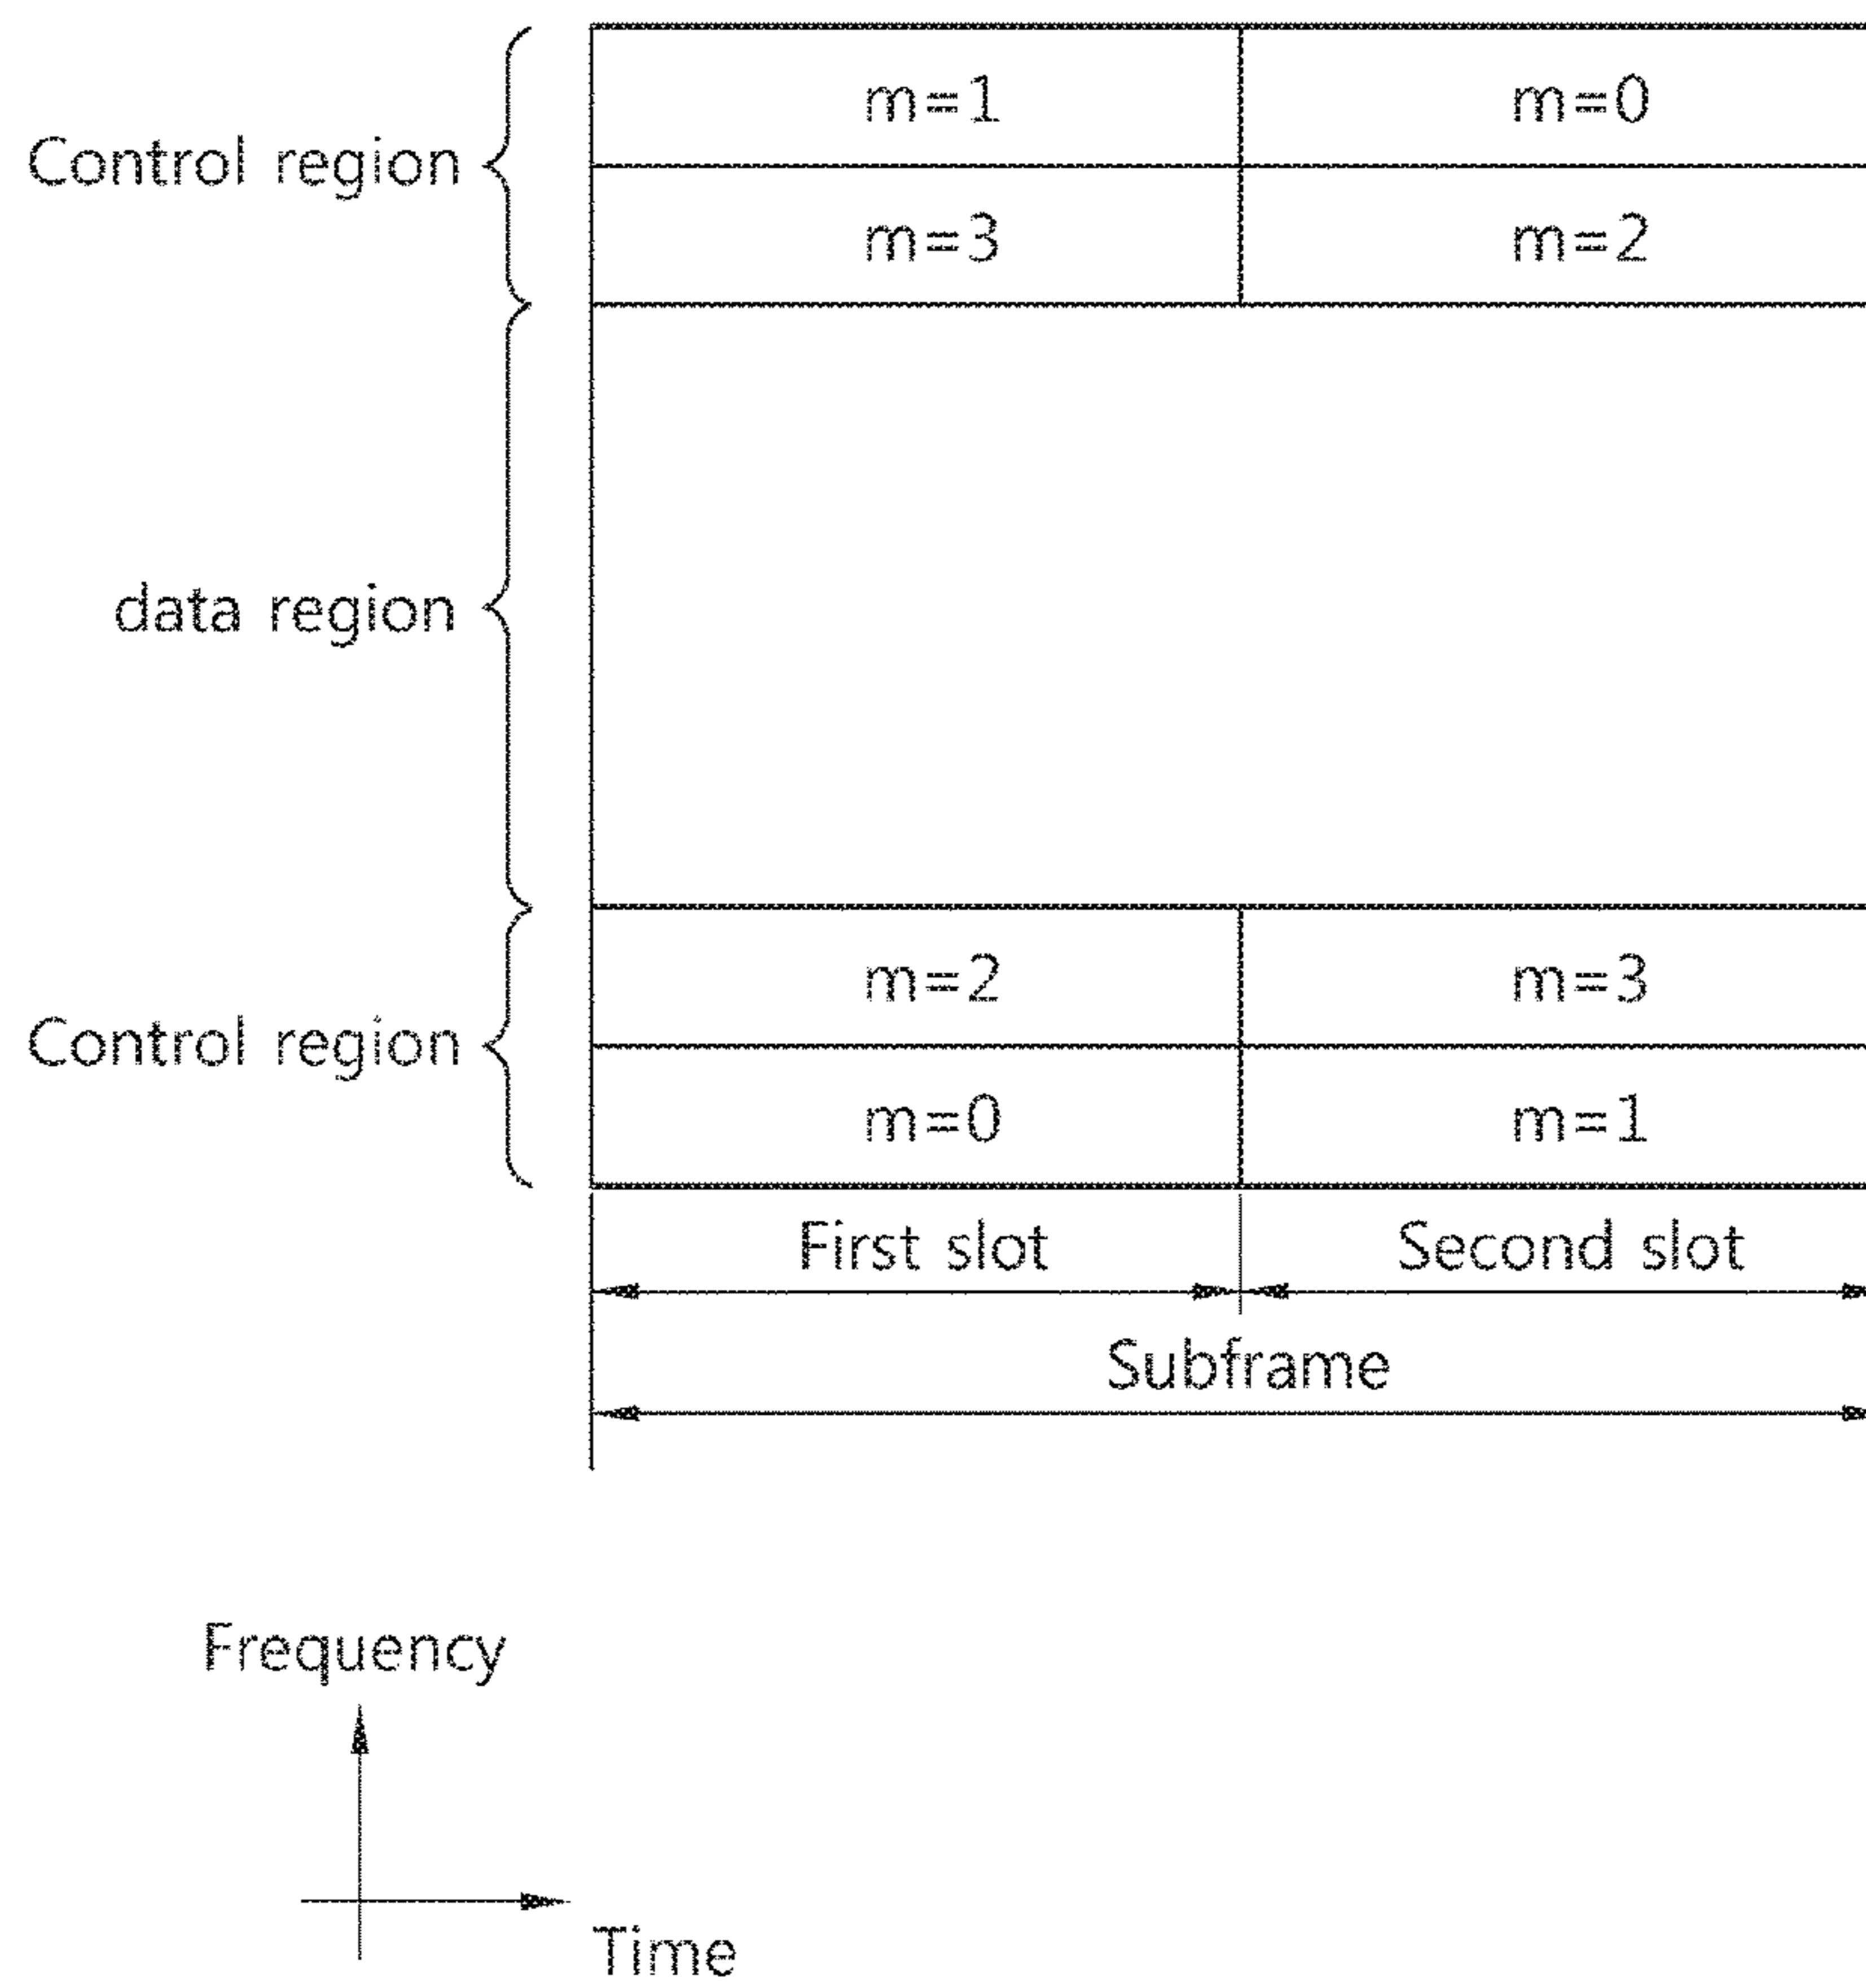 m=1 m=0
Control region
m=3 m=2
data region
m=2 m=3
Control region
m=0 m=1
First slot Second slot
Subframe
Frequency
Time